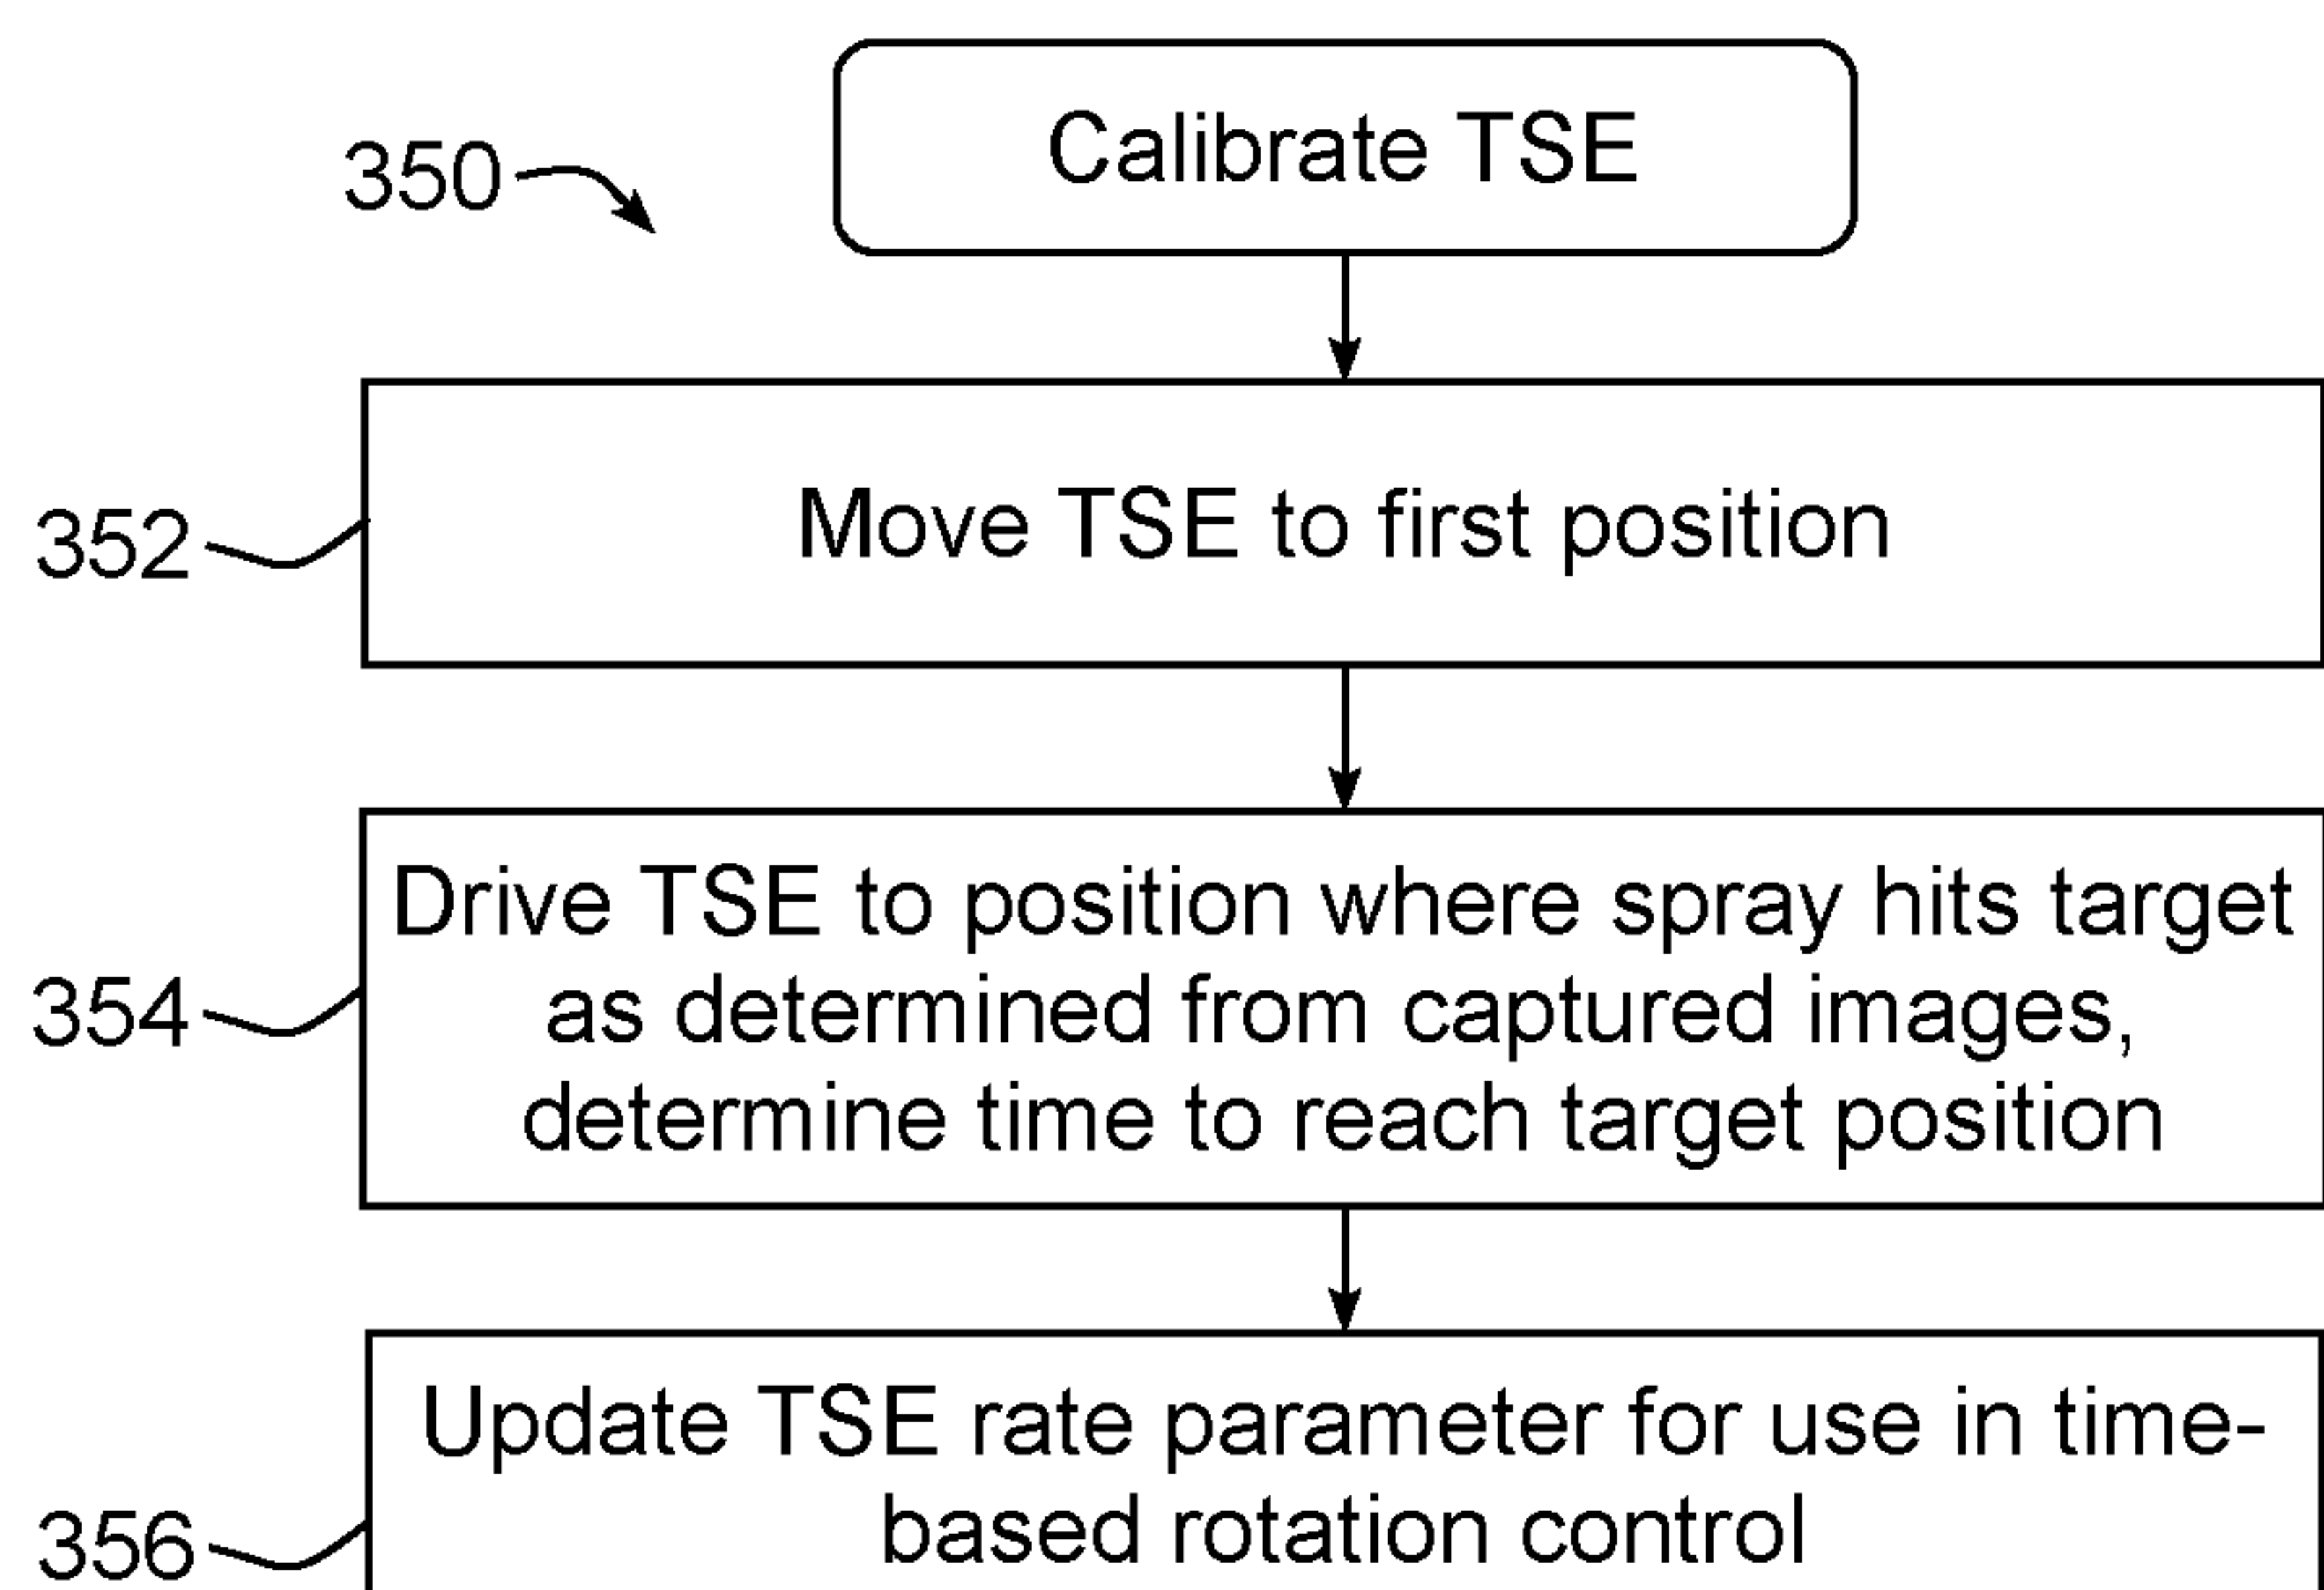 Calibrate TSE
350
Move TSE to first position
352
Drive TSE to position where spray hits target
as determined from captured images,
determine time to reach target position
354
Update TSE rate parameter for use in time-
based rotation control
356